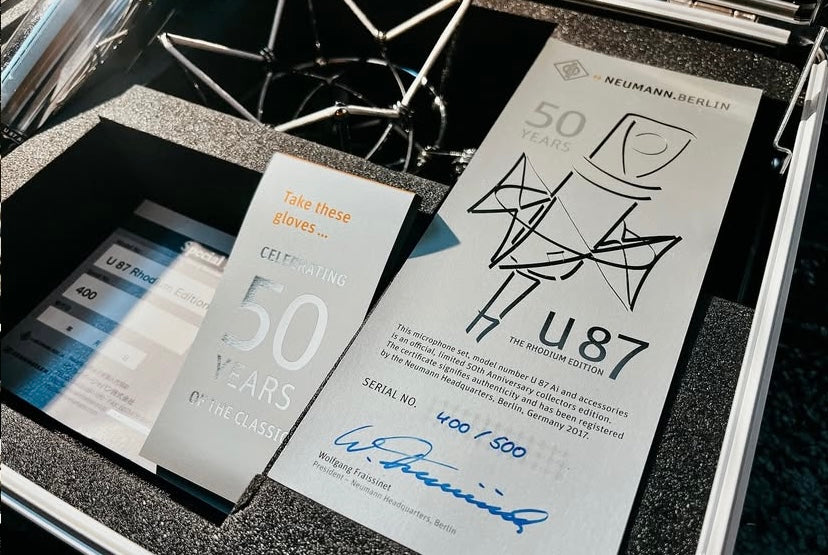 NEUMANN.BERLIN
50
YEARS
U 87
THE RHODIUM EDITION
This microphone set, model number U 87 Ai and accessories
is an official, limited 50th Anniversary collectors edition.
The certificate signifies authenticity and has been registered
by the Neumann Headquarters, Berlin, Germany 2017.
SERIAL NO.
400/500
Wolfgang Fraissinet
President – Neumann Headquarters, Berlin
Take these
gloves...
CELEBRATING
50
YEARS
OF THE CLASSIC
Special
U 87 Rhodium Edition
400